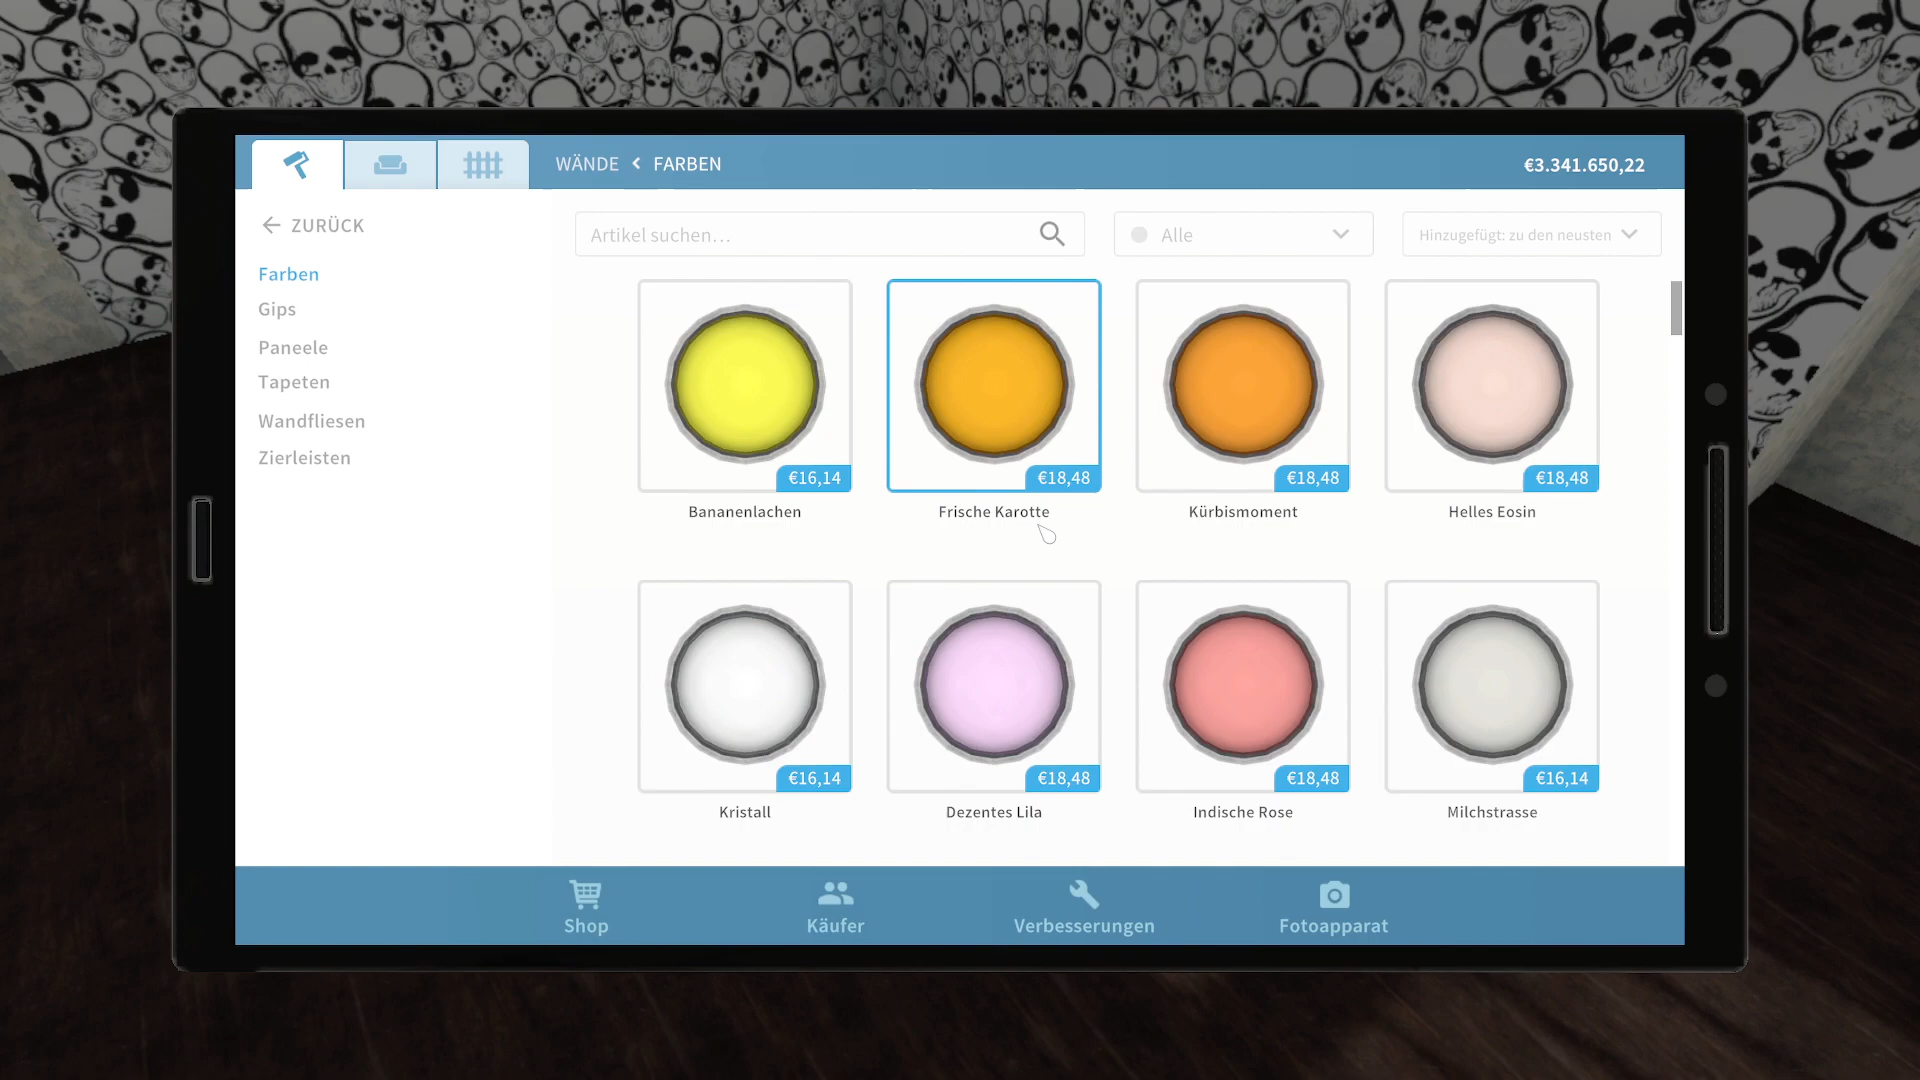 WÄNDE < FARBEN
€3.341.650,22
ZURÜCK
Farben
Gips
Paneele
Tapeten
Wandfliesen
Zierleisten
Artikel suchen...
Alle
Hinzugefügt: zu den neusten
€16,14
€18,48
€18,48
€18,48
Bananenlachen
Frische Karotte
Kürbismoment
Helles Eosin
€16,14
€18,48
€18,48
€16,14
Kristall
Dezentes Lila
Indische Rose
Milchstrasse
Shop
Käufer
Verbesserungen
Fotoapparat